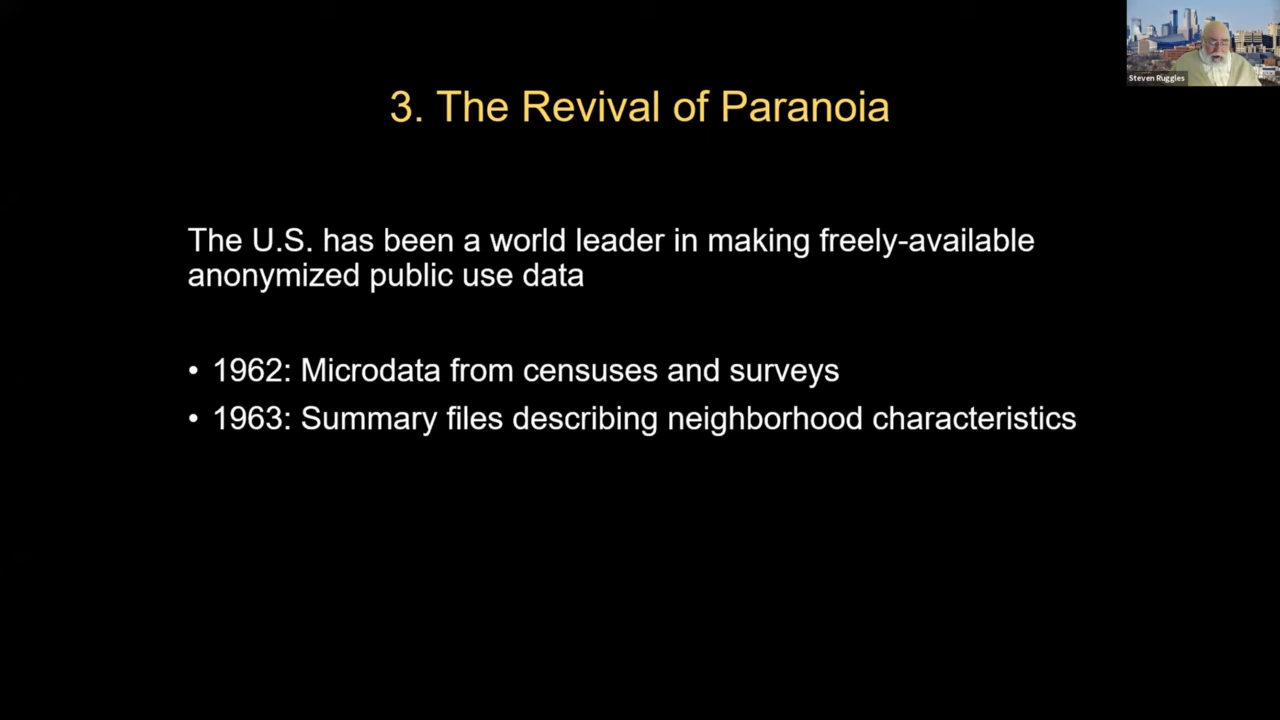 Steven Ruggles
3. The Revival of Paranoia
The U.S. has been a world leader in making freely-available
anonymized public use data
• 1962: Microdata from censuses and surveys
• 1963: Summary files describing neighborhood characteristics